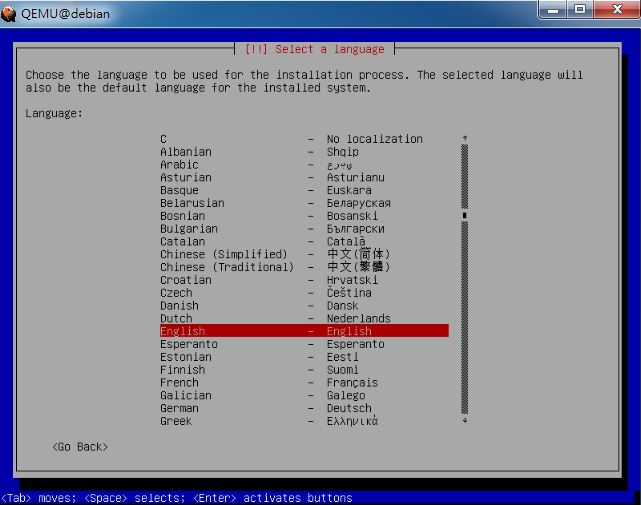 QEMU@debian
[!!] Select a language
Choose the language to be used for the installation process. The selected language will
also be the default language for the installed system.
Language:
C - No localization
Albanian - Shqip
Arabic - عربي
Asturian - Asturianu
Basque - Euskara
Belarusian - Беларуская
Bosnian - Bosanski
Bulgarian - Български
Catalan - Català
Chinese (Simplified) - 中文(简体)
Chinese (Traditional) - 中文(繁體)
Croatian - Hrvatski
Czech - Čeština
Danish - Dansk
Dutch - Nederlands
English - English
Esperanto - Esperanto
Estonian - Eesti
Finnish - Suomi
French - Français
Galician - Galego
German - Deutsch
Greek - Ελληνικά
<Go Back>
<Tab> moves; <Space> selects; <Enter> activates buttons